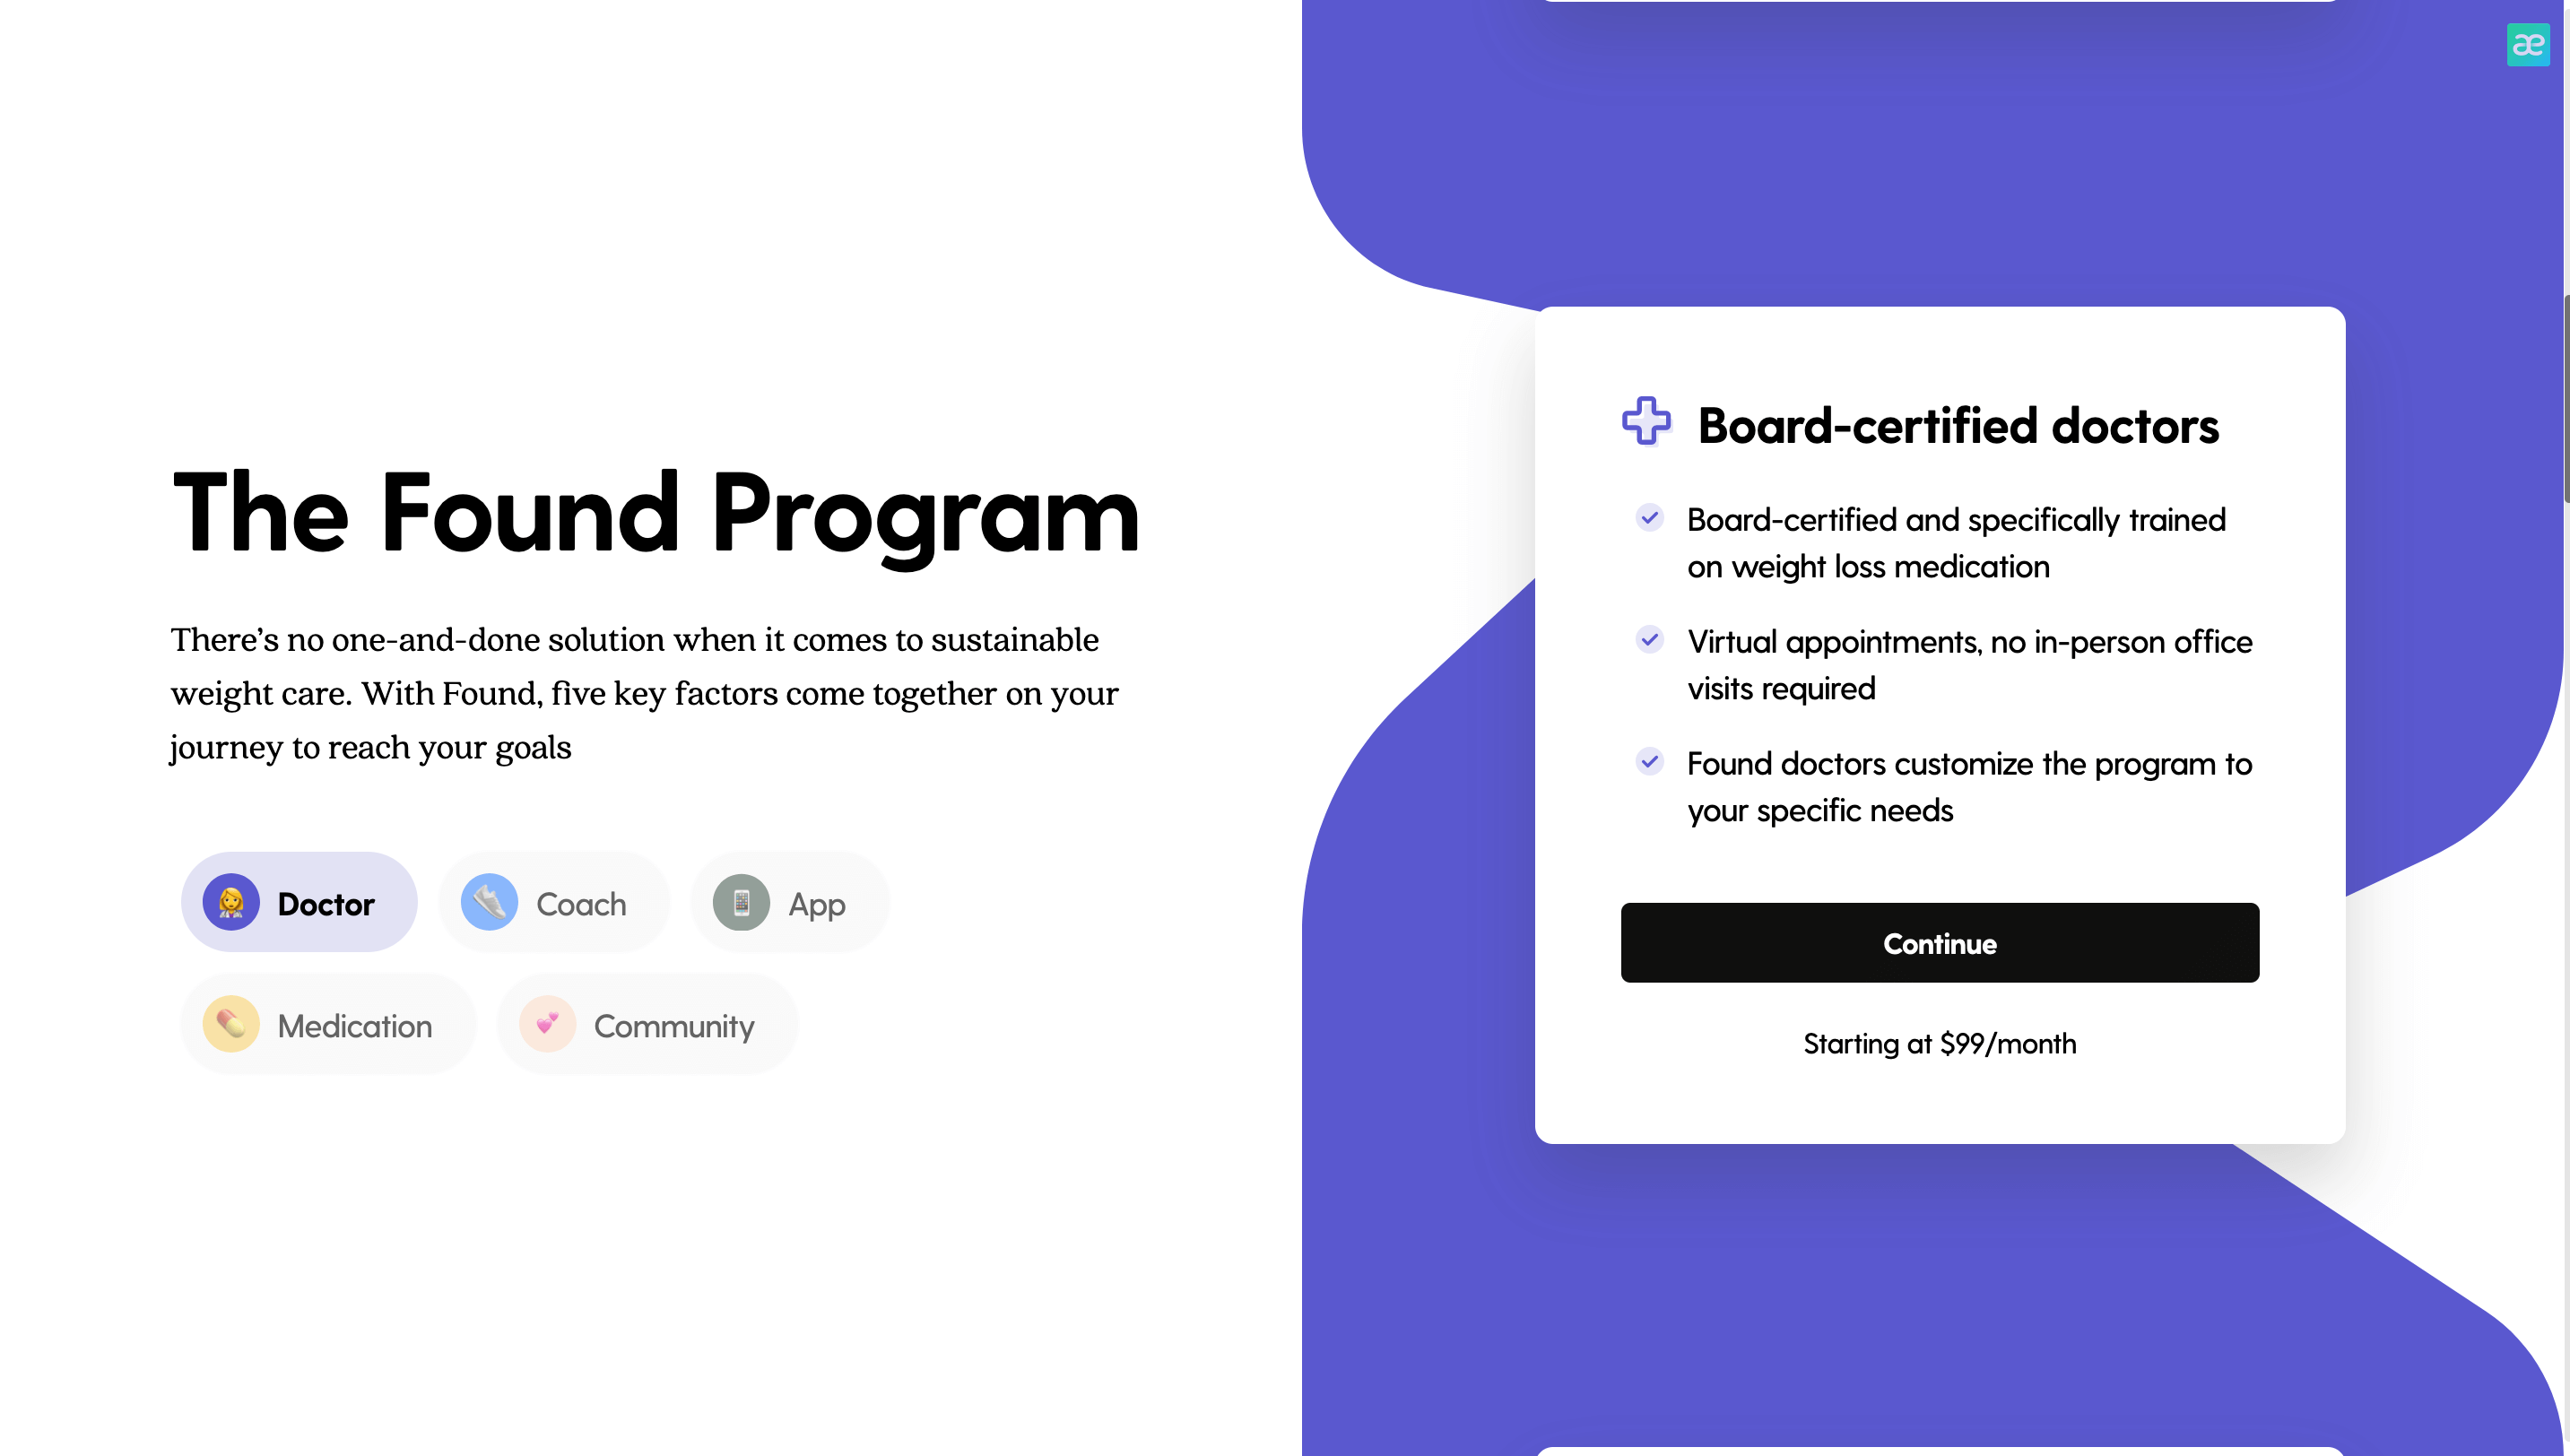 The Found Program
There’s no one-and-done solution when it comes to sustainable
weight care. With Found, five key factors come together on your
journey to reach your goals
Doctor
Coach
App
Medication
Community
Board-certified doctors
Board-certified and specifically trained
on weight loss medication
Virtual appointments, no in-person office
visits required
Found doctors customize the program to
your specific needs
Continue
Starting at $99/month
æ